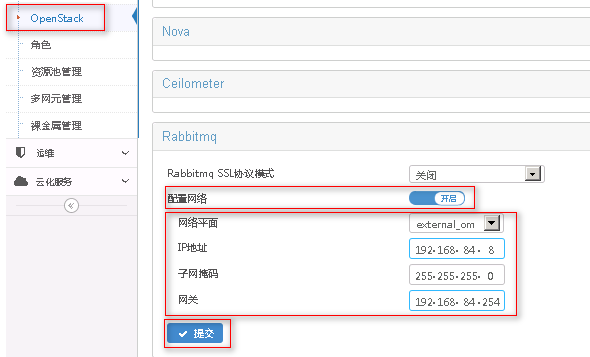 OpenStack
角色
资源池管理
多网元管理
裸金属管理
运维
云化服务
Nova
Ceilometer
Rabbitmq
Rabbitmq SSL协议模式 关闭
配置网络 开启
网络平面 external_om
IP地址 192.168.84.8
子网掩码 255.255.255.0
网关 192.168.84.254
提交